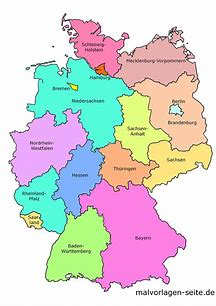 Schleswig-
Holstein
Mecklenburg-Vorpommern
Hamburg
Bremen
Niedersachsen
Berlin
Brandenburg
Sachsen-
Anhalt
Nordrhein-
Westfalen
Sachsen
Thüringen
Hessen
Rheinland-
Pfalz
Saar
land
Bayern
Baden-
Württemberg
malvorlagen-seite.de